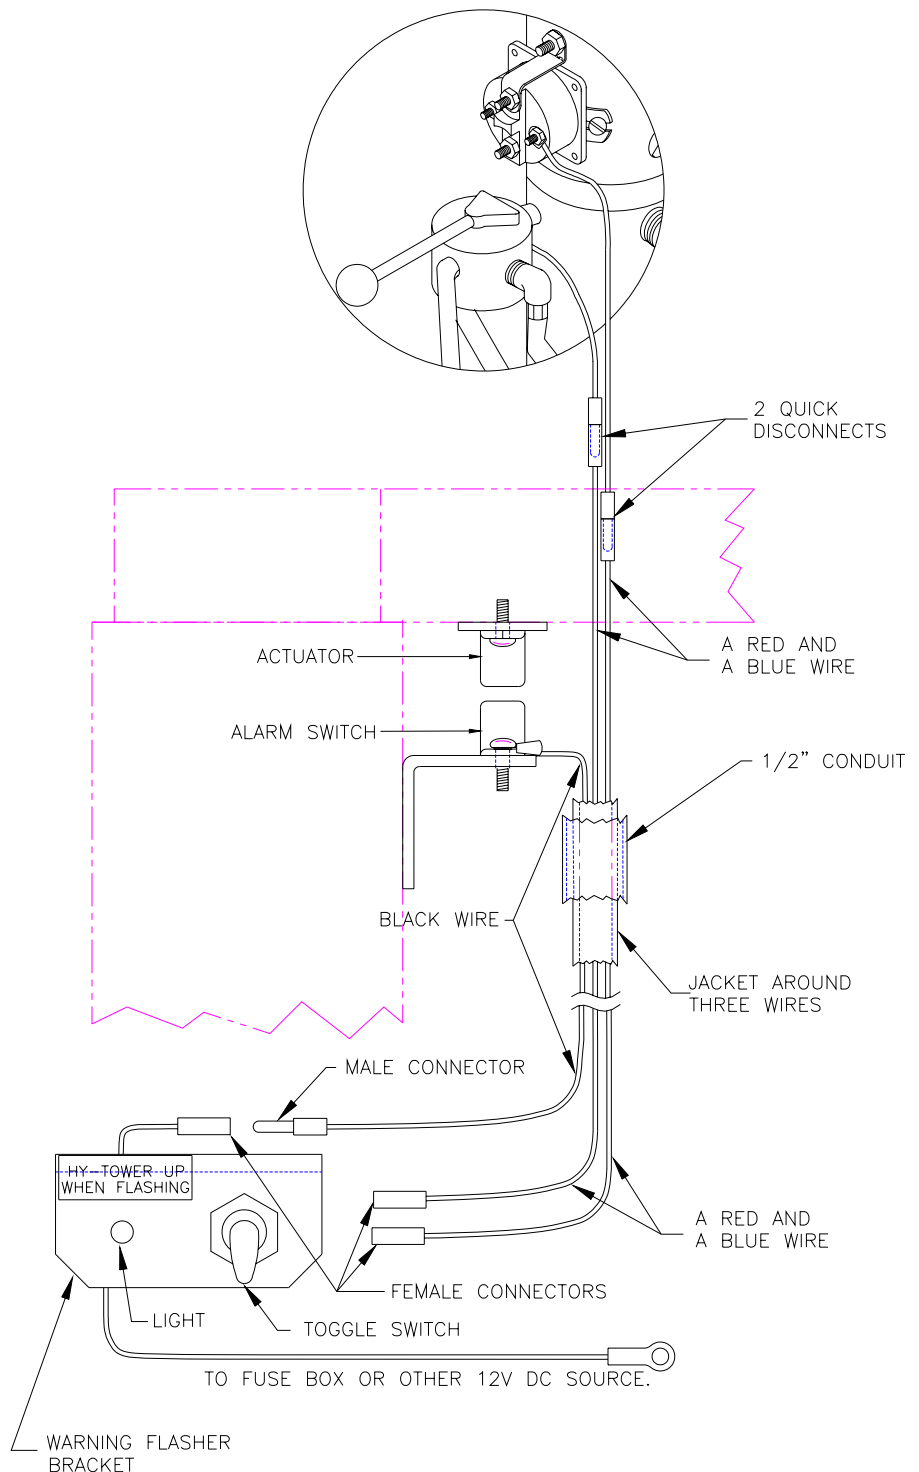 2 QUICK
DISCONNECTS
A RED AND
A BLUE WIRE
ACTUATOR
ALARM SWITCH
1/2” CONDUIT
BLACK WIRE
JACKET AROUND
THREE WIRES
MALE CONNECTOR
HY-TOWER UP
WHEN FLASHING
A RED AND
A BLUE WIRE
FEMALE CONNECTORS
LIGHT
TOGGLE SWITCH
TO FUSE BOX OR OTHER 12V DC SOURCE.
WARNING FLASHER
BRACKET